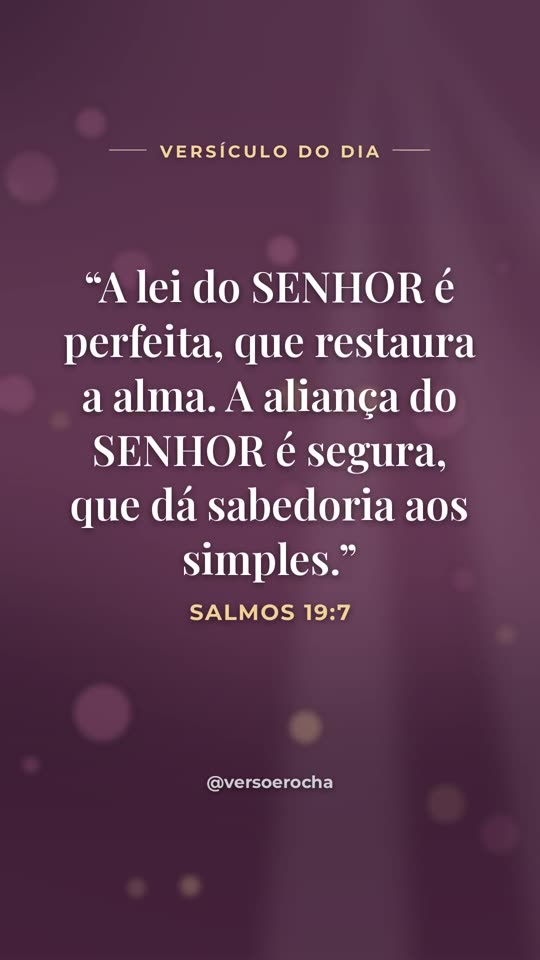 VERSÍCULO DO DIA
“A lei do SENHOR é
perfeita, que restaura
a alma. A aliança do
SENHOR é segura,
que dá sabedoria aos
simples.”
SALMOS 19:7
@versoerocha